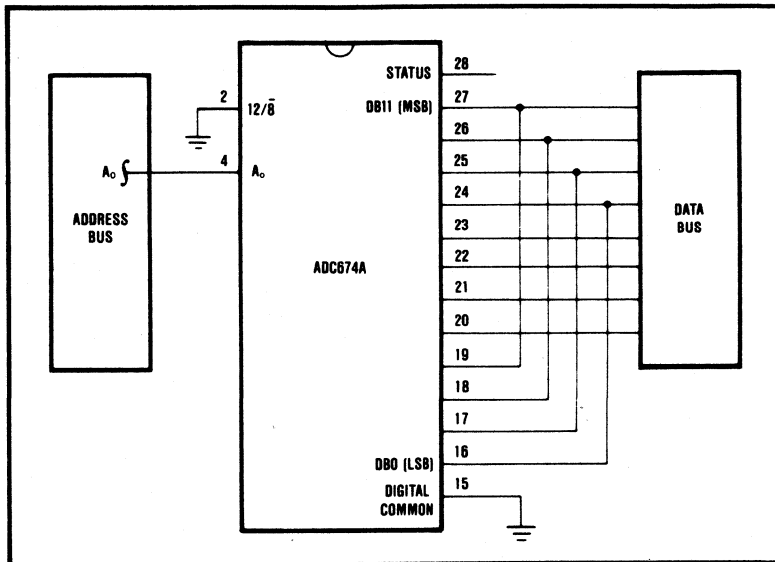 STATUS 28
2 12/8̄ 27 DB11 (MSB)
26
A₀ 4 A₀ 25
24
ADDRESS BUS
DATA BUS
23
22
ADC674A
21
20
19
18
17
16 DB0 (LSB)
15
DIGITAL
COMMON